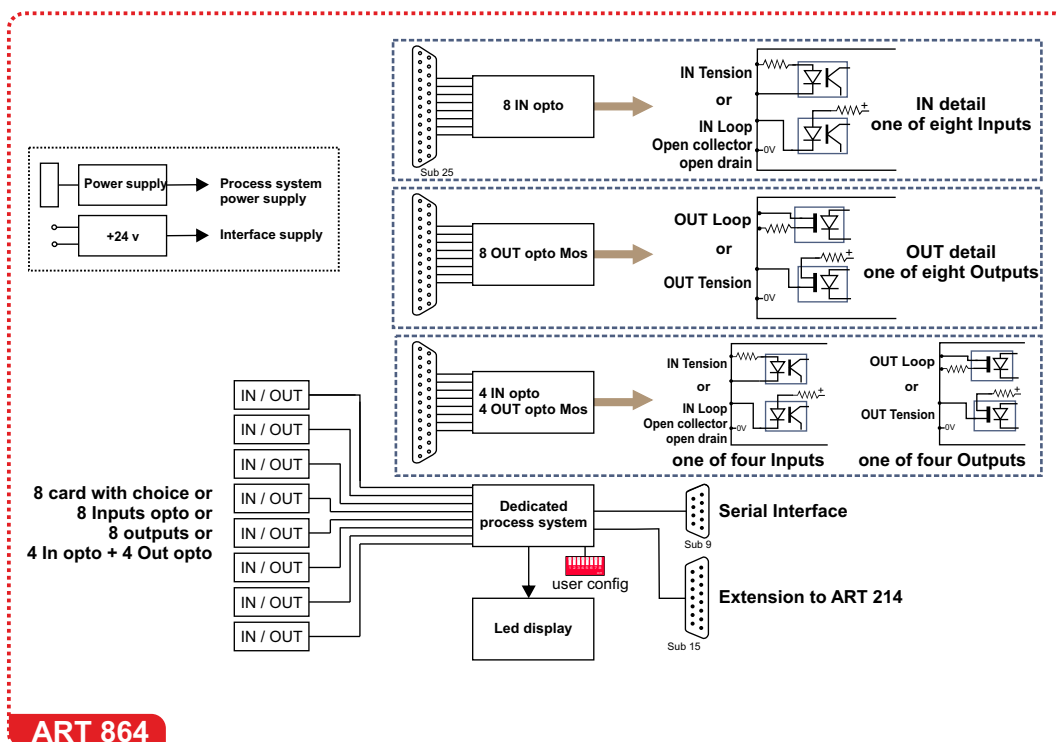 8 IN opto
Sub 25
IN Tension
or
IN Loop
Open collector
open drain
0V
+
IN detail
one of eight Inputs
Power supply
Process system
power supply
+24 v
Interface supply
8 OUT opto Mos
OUT Loop
or
OUT Tension
0V
+
OUT detail
one of eight Outputs
4 IN opto
4 OUT opto Mos
IN Tension
or
IN Loop
Open collector
open drain
0V
+
one of four Inputs
OUT Loop
or
OUT Tension
0V
+
one of four Outputs
IN / OUT
IN / OUT
IN / OUT
IN / OUT
IN / OUT
IN / OUT
IN / OUT
IN / OUT
8 card with choice or
8 Inputs opto or
8 outputs or
4 In opto + 4 Out opto
Dedicated
process system
user config
Led display
Sub 9
Serial Interface
Sub 15
Extension to ART 214
ART 864